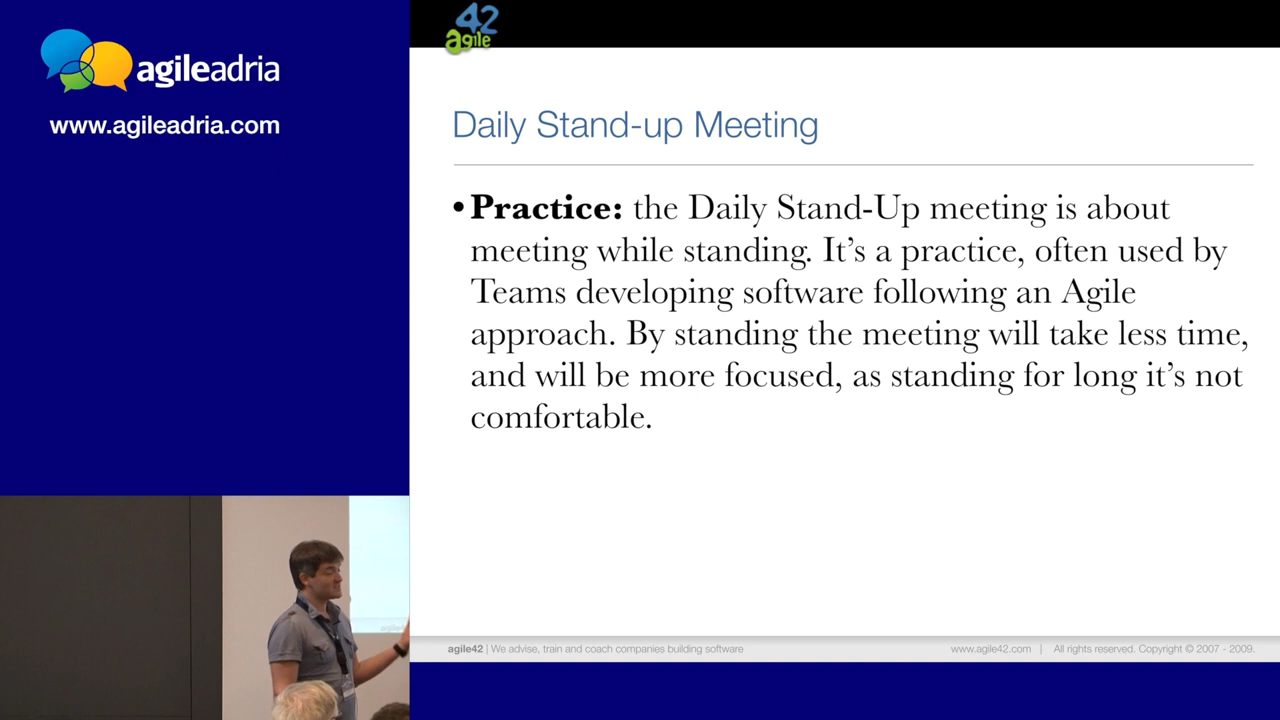 agileadria
www.agileadria.com
42
agile
Daily Stand-up Meeting
•Practice: the Daily Stand-Up meeting is about
meeting while standing. It's a practice, often used by
Teams developing software following an Agile
approach. By standing the meeting will take less time,
and will be more focused, as standing for long it's not
comfortable.
agile42 | We advise, train and coach companies building software
www.agile42.com | All rights reserved. Copyright © 2007 - 2009.